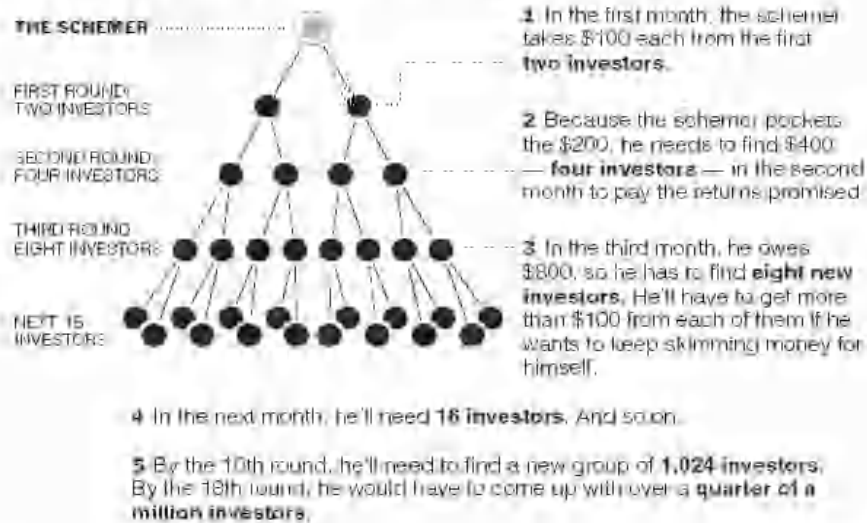 THE SCHEMER
FIRST ROUND:
TWO INVESTORS
SECOND ROUND:
FOUR INVESTORS
THIRD ROUND
EIGHT INVESTORS
NEXT 16
INVESTORS
1 In the first month, the schemer
takes $100 each from the first
two investors.
2 Because the schemer pockets
the $200, he needs to find $400
— four investors — in the second
month to pay the returns promised
3 In the third month, he owes
$800, so he has to find eight new
investors. He'll have to get more
than $100 from each of them if he
wants to keep skimming money for
himself.
4 In the next month, he'll need 16 investors. And so on.
5 By the 10th round, he'll need to find a new group of 1,024 investors.
By the 18th round, he would have to come up with over a quarter of a
million investors.